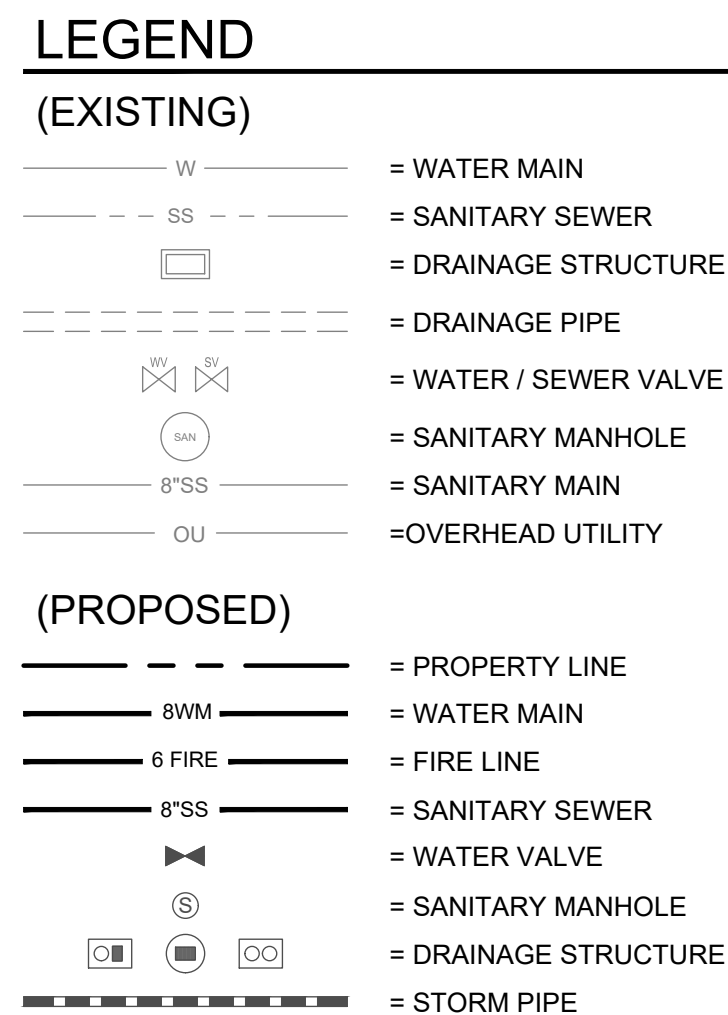 LEGEND
(EXISTING)
W = WATER MAIN
SS = SANITARY SEWER
= DRAINAGE STRUCTURE
= DRAINAGE PIPE
WV SV = WATER / SEWER VALVE
SAN = SANITARY MANHOLE
8"SS = SANITARY MAIN
OU =OVERHEAD UTILITY
(PROPOSED)
= PROPERTY LINE
8WM = WATER MAIN
6 FIRE = FIRE LINE
8"SS = SANITARY SEWER
= WATER VALVE
S = SANITARY MANHOLE
= DRAINAGE STRUCTURE
= STORM PIPE